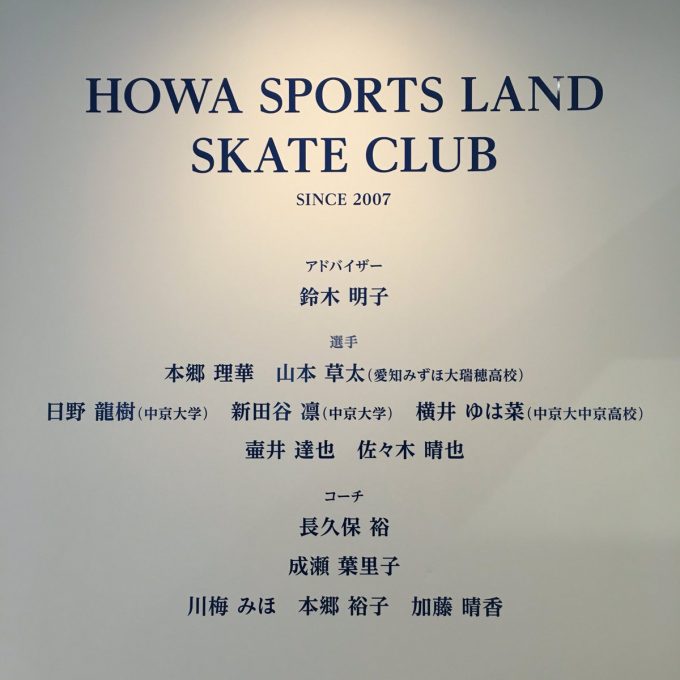 HOWA SPORTS LAND
SKATE CLUB
SINCE 2007
アドバイザー
鈴木 明子
選手
本郷 理華　山本 草太（愛知みずほ大瑞穂高校）
日野 龍樹（中京大学）　新田谷 凛（中京大学）　横井 ゆは菜（中京大中京高校）
壷井 達也　佐々木 晴也
コーチ
長久保 裕
成瀬 葉里子
川梅 みほ　本郷 裕子　加藤 晴香